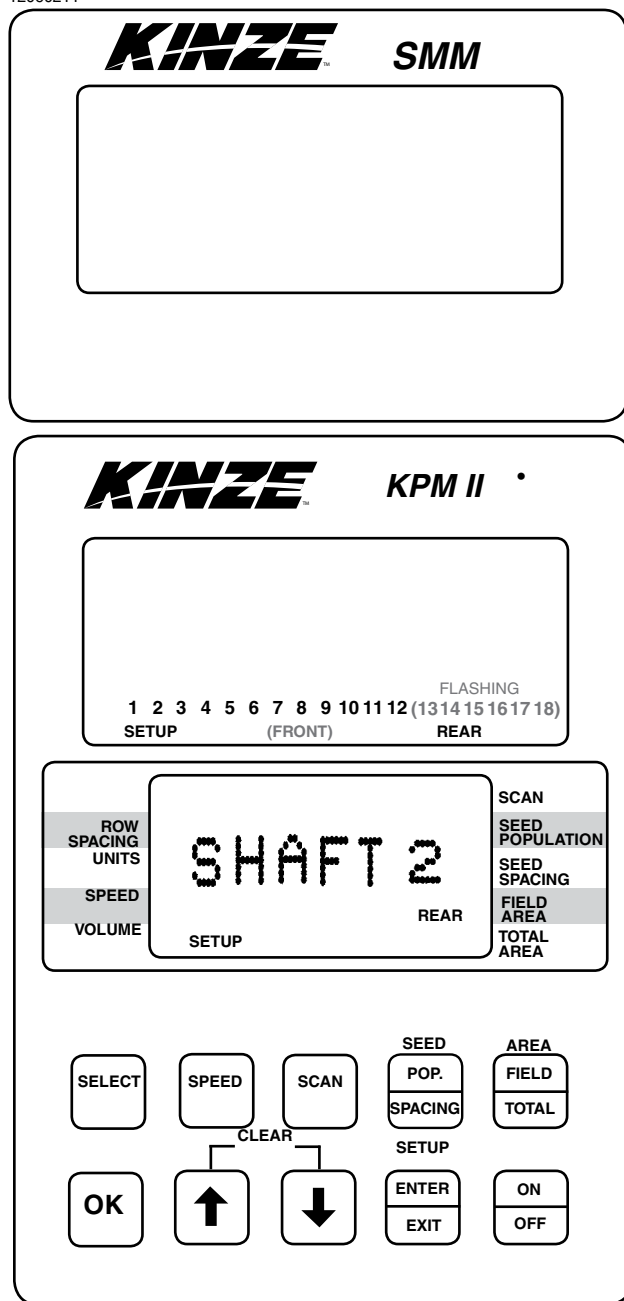 KINZE™ SMM
KINZE™ KPM II
FLASHING
1 2 3 4 5 6 7 8 9 10 11 12 (13 14 15 16 17 18)
SETUP (FRONT) REAR
ROW
SPACING
UNITS
SPEED
VOLUME
SHAFT 2
REAR
SETUP
SCAN
SEED
POPULATION
SEED
SPACING
FIELD
AREA
TOTAL
AREA
SEED AREA
SELECT SPEED SCAN POP. FIELD
SPACING TOTAL
CLEAR
SETUP
OK ENTER ON
EXIT OFF